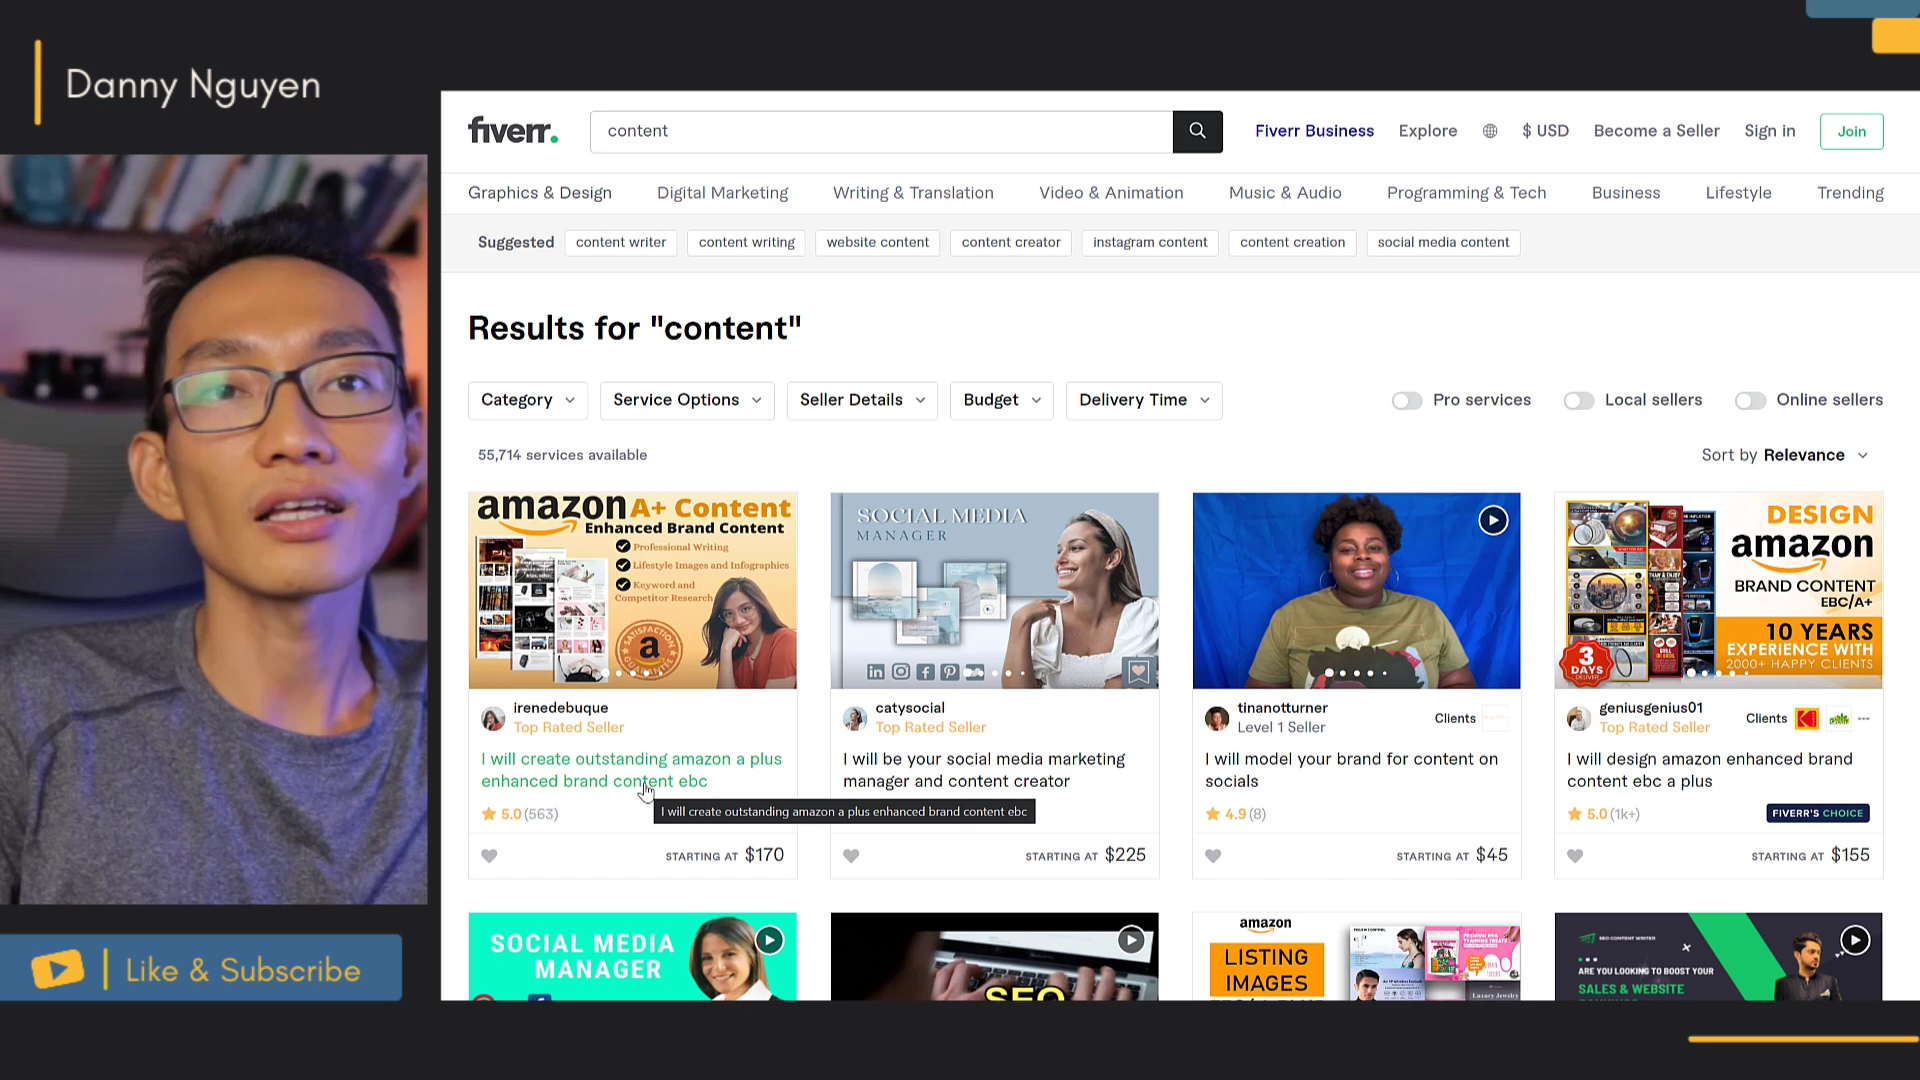 Danny Nguyen
fiverr.
content
Fiverr Business
Explore
$ USD
Become a Seller
Sign in
Join
Graphics & Design
Digital Marketing
Writing & Translation
Video & Animation
Music & Audio
Programming & Tech
Business
Lifestyle
Trending
Suggested
content writer
content writing
website content
content creator
instagram content
content creation
social media content
Results for "content"
Category
Service Options
Seller Details
Budget
Delivery Time
Pro services
Local sellers
Online sellers
55,714 services available
Sort by Relevance
amazon A+ Content
Enhanced Brand Content
Professional Writing
Lifestyle Images and Infographics
Keyword and
Competitor Research
irenedebuque
Top Rated Seller
I will create outstanding amazon a plus
enhanced brand content ebc
5.0 (563)
STARTING AT $170
SOCIAL MEDIA
MANAGER
catysocial
Top Rated Seller
I will be your social media marketing
manager and content creator
I will create outstanding amazon a plus enhanced brand content ebc
STARTING AT $225
tinanotturner
Level 1 Seller
Clients
I will model your brand for content on
socials
4.9 (8)
STARTING AT $45
DESIGN
amazon
BRAND CONTENT
EBC/A+
10 YEARS
EXPERIENCE WITH
2000+ HAPPY CLIENTS
3
DAYS
DELIVER
geniusgenius01
Top Rated Seller
Clients
I will design amazon enhanced brand
content ebc a plus
5.0 (1k+)
FIVERR'S CHOICE
STARTING AT $155
SOCIAL MEDIA
MANAGER
SEO
amazon
LISTING
IMAGES
Luxury Jewelry
SEO CONTENT WRITER
ARE YOU LOOKING TO BOOST YOUR
SALES & WEBSITE
Like & Subscribe